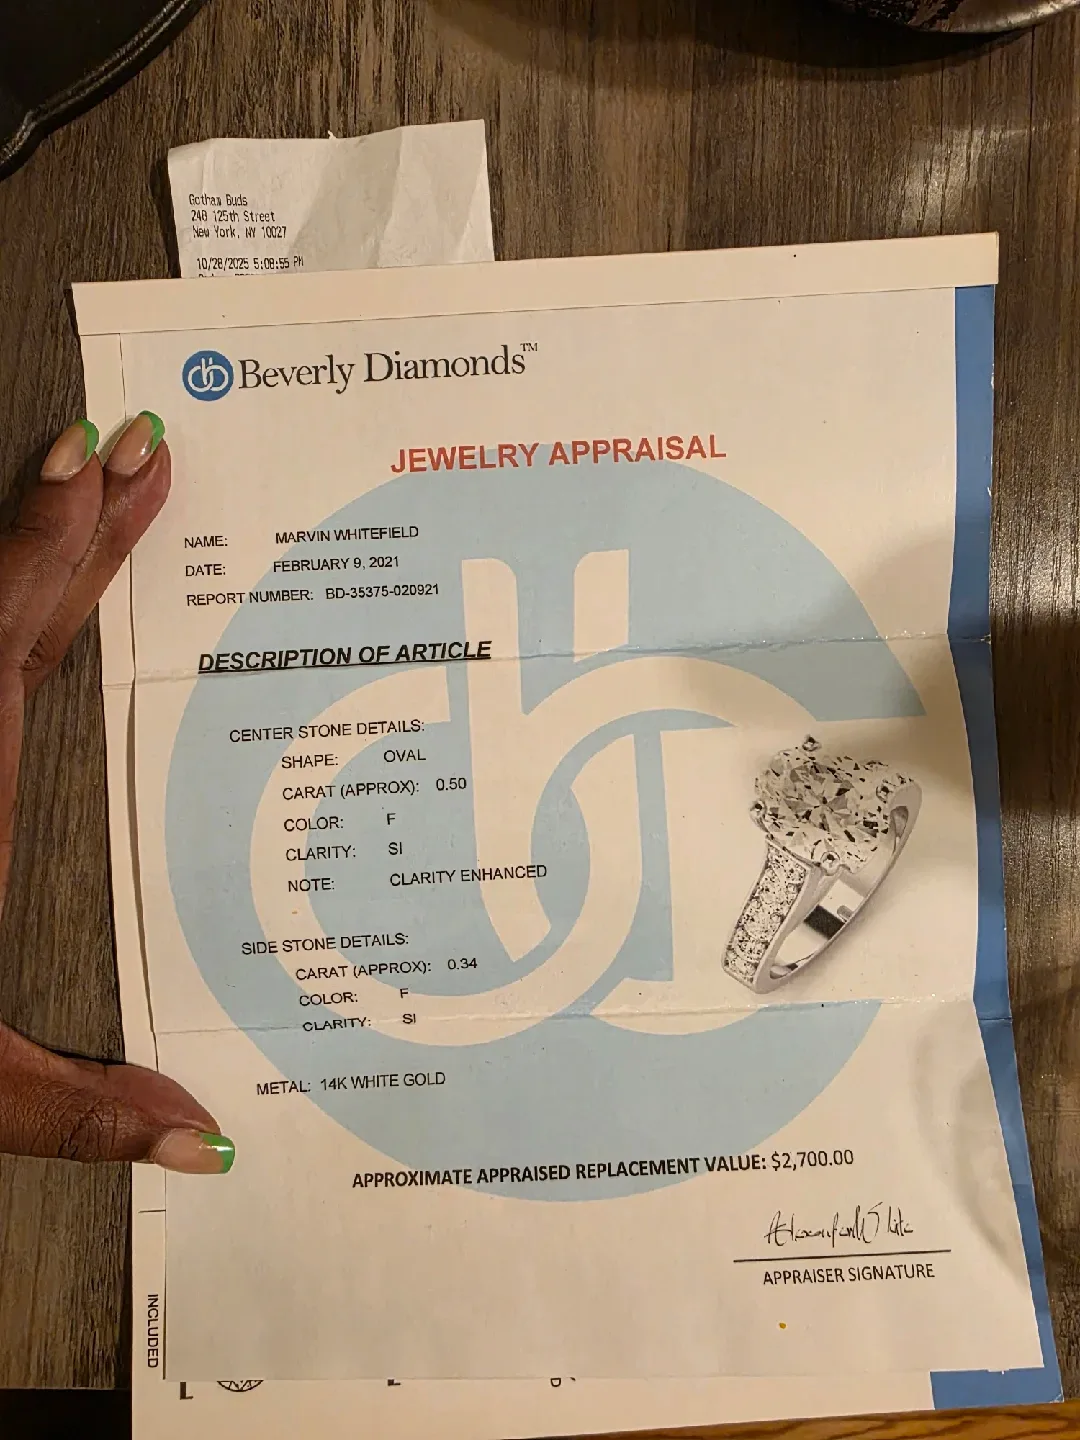 Gotham Buds
248 125th Street
New York, NY 10027
10/28/2025 5:08:55 PM
Beverly Diamonds™
JEWELRY APPRAISAL
NAME: MARVIN WHITEFIELD
DATE: FEBRUARY 9, 2021
REPORT NUMBER: BD-35375-020921
DESCRIPTION OF ARTICLE
CENTER STONE DETAILS:
SHAPE: OVAL
CARAT (APPROX): 0.50
COLOR: F
CLARITY: SI
NOTE: CLARITY ENHANCED
SIDE STONE DETAILS:
CARAT (APPROX): 0.34
COLOR: F
CLARITY: SI
METAL: 14K WHITE GOLD
APPROXIMATE APPRAISED REPLACEMENT VALUE: $2,700.00
APPRAISER SIGNATURE
INCLUDED